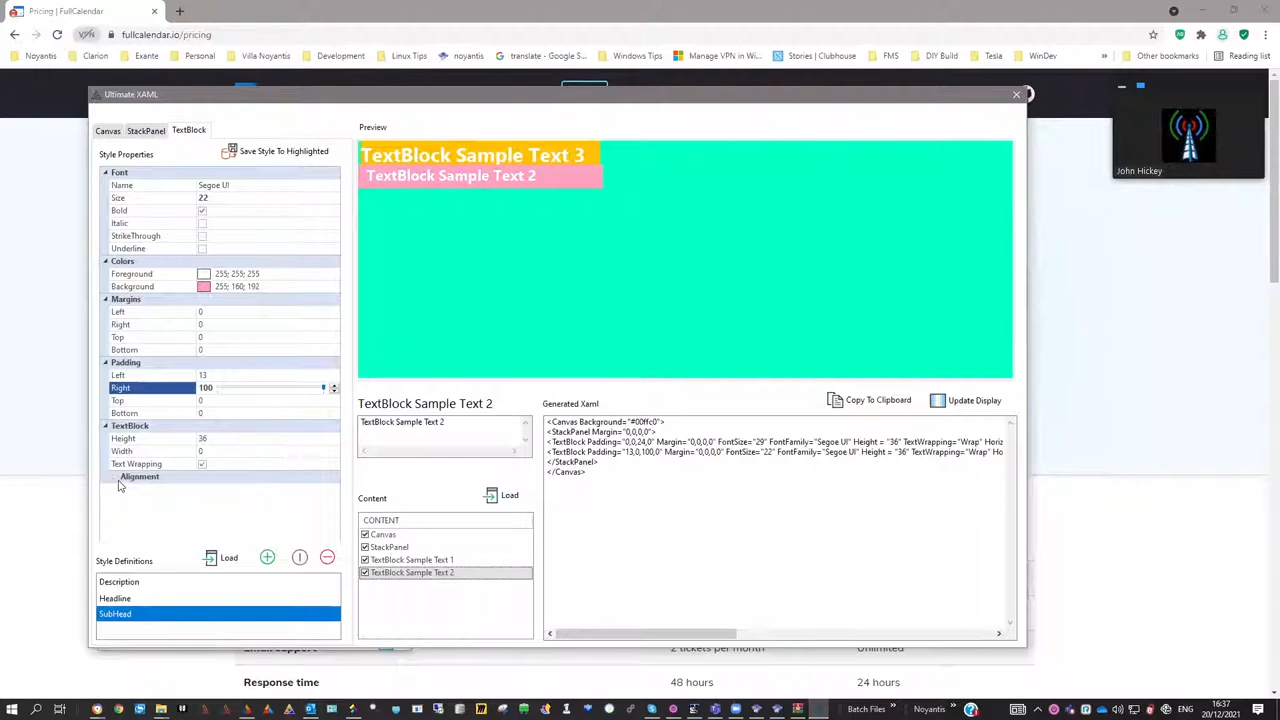 Pricing | FullCalendar
VPN fullcalendar.io/pricing
Noyantis Clarion Exante Personal Villa Noyantis Development Linux Tips noyantis translate - Google S... Windows Tips Manage VPN in Wi... Stories | Clubhouse FMS DIY Build Tesla WinDev » Other bookmarks Reading list
Ultimate XAML
John Hickey
Canvas StackPanel TextBlock
Preview
Style Properties Save Style To Highlighted
Font
Name Segoe UI
Size 22
Bold
Italic
StrikeThrough
Underline
Colors
Foreground 255; 255; 255
Background 255; 160; 192
Margins
Left 0
Right 0
Top 0
Bottom 0
Padding
Left 13
Right 100
Top 0
Bottom 0
TextBlock
Height 36
Width 0
Text Wrapping
Alignment
Style Definitions Load
Description
Headline
SubHead
TextBlock Sample Text 3
TextBlock Sample Text 2
TextBlock Sample Text 2
TextBlock Sample Text 2
Content Load
CONTENT
Canvas
StackPanel
TextBlock Sample Text 1
TextBlock Sample Text 2
Generated Xaml Copy To Clipboard Update Display
<Canvas Background="#00ffc0">
<StackPanel Margin="0,0,0,0">
<TextBlock Padding="0,0,24,0" Margin="0,0,0,0" FontSize="29" FontFamily="Segoe UI" Height = "36" TextWrapping="Wrap" Horiz
<TextBlock Padding="13,0,100,0" Margin="0,0,0,0" FontSize="22" FontFamily="Segoe UI" Height = "36" TextWrapping="Wrap" Ho
</StackPanel>
</Canvas>
2 tickets per month Unlimited
Response time 48 hours 24 hours
Batch Files » Noyantis » ENG 16:37
20/12/2021